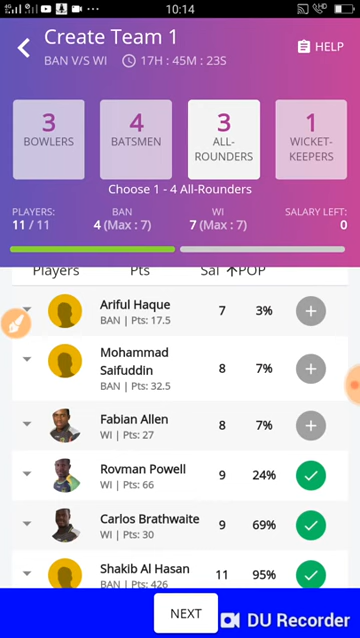 10:14
Create Team 1
HELP
BAN V/S WI 17H : 45M : 23S
3 4 3 1
BOWLERS BATSMEN ALL-ROUNDERS WICKET-KEEPERS
Choose 1 - 4 All-Rounders
PLAYERS: BAN WI SALARY LEFT:
11 / 11 4 (Max : 7) 7 (Max : 7) 0
Players Pts Sal ↑POP
Ariful Haque 7 3%
BAN | Pts: 17.5
Mohammad
Saifuddin 8 7%
BAN | Pts: 32.5
Fabian Allen 8 7%
WI | Pts: 27
Rovman Powell 9 24%
WI | Pts: 66
Carlos Brathwaite 9 69%
WI | Pts: 30
Shakib Al Hasan 11 95%
BAN | Pts: 426
NEXT
DU Recorder